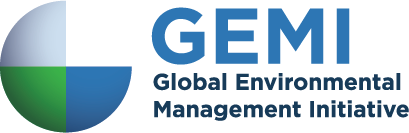 GEMI
Global Environmental
Management Initiative